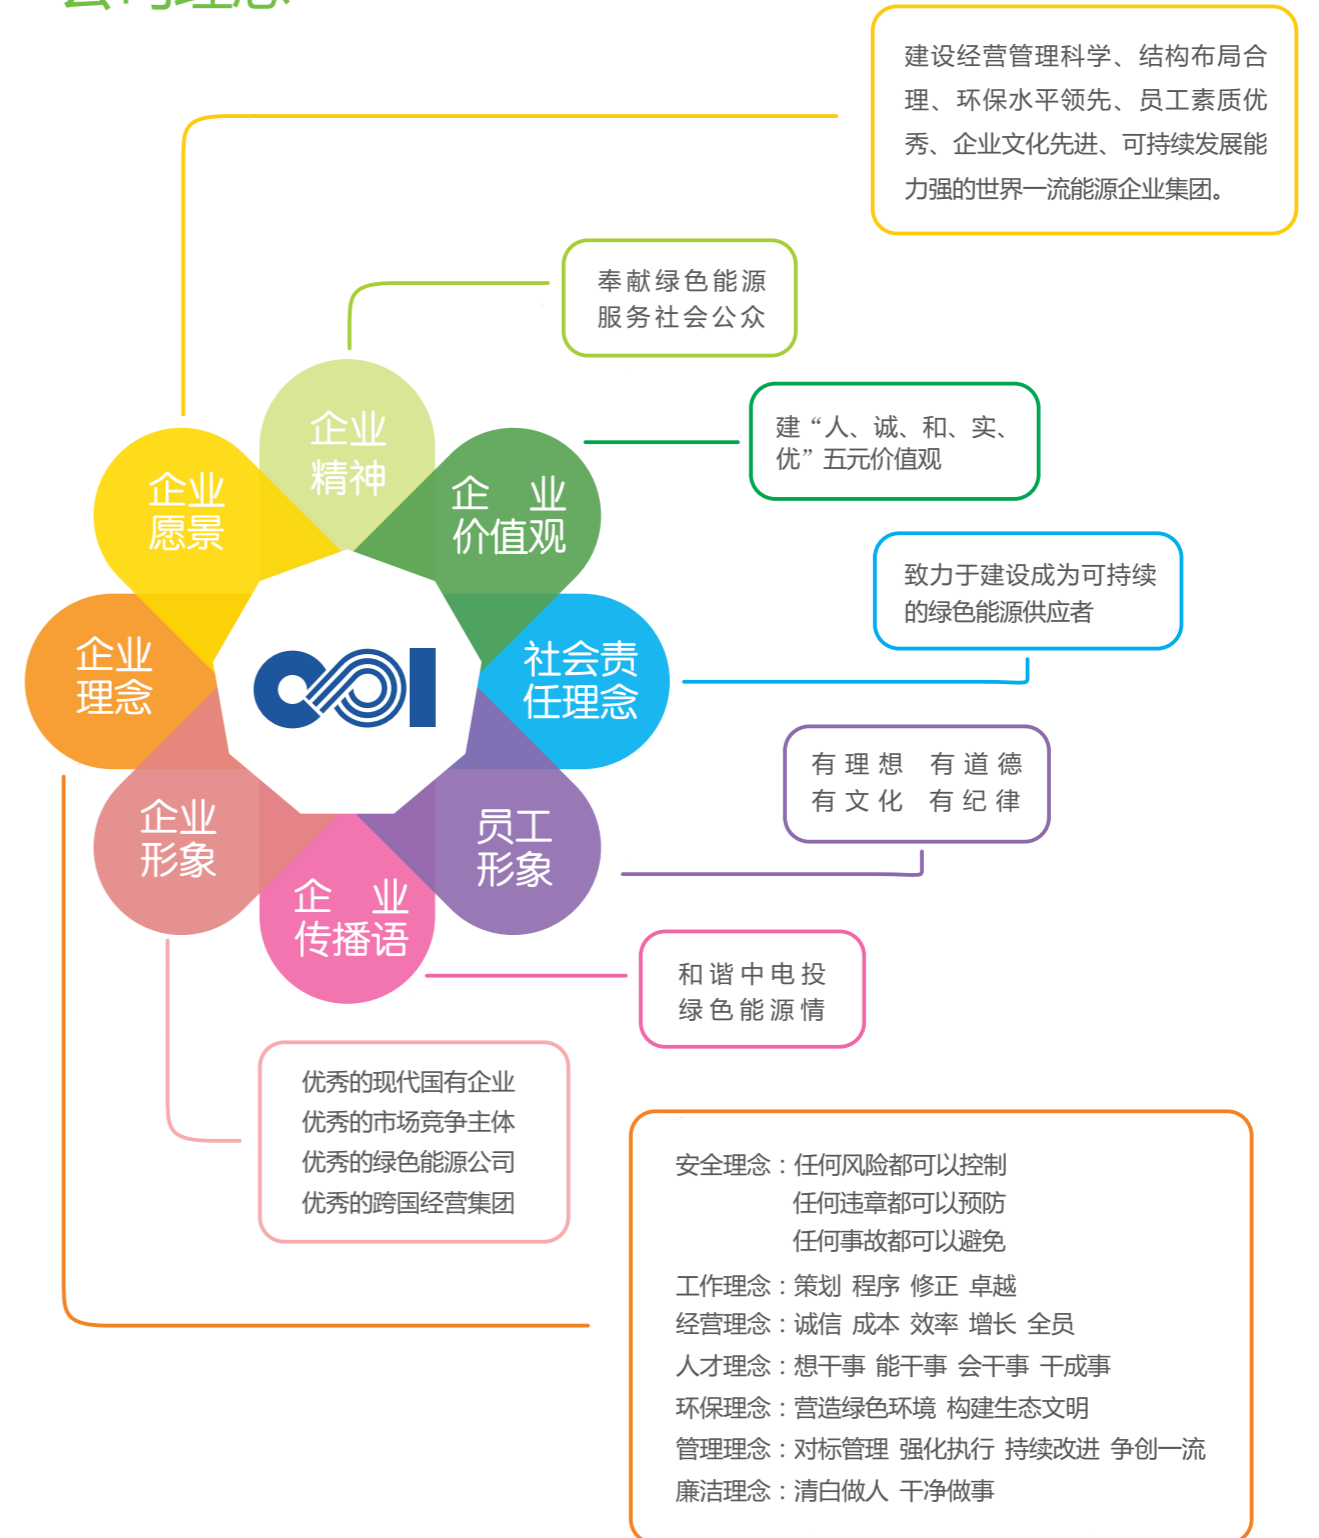 公司理念
建设经营管理科学、结构布局合
理、环保水平领先、员工素质优
秀、企业文化先进、可持续发展能
力强的世界一流能源企业集团。
奉献绿色能源
服务社会公众
建“人、诚、和、实、
优”五元价值观
致力于建设成为可持续
的绿色能源供应者
有理想 有道德
有文化 有纪律
和谐中电投
绿色能源情
企业
精神
企业
愿景
企 业
价值观
企业
理念
社会责
任理念
企业
形象
员工
形象
企 业
传播语
优秀的现代国有企业
优秀的市场竞争主体
优秀的绿色能源公司
优秀的跨国经营集团
安全理念：任何风险都可以控制
任何违章都可以预防
任何事故都可以避免
工作理念：策划 程序 修正 卓越
经营理念：诚信 成本 效率 增长 全员
人才理念：想干事 能干事 会干事 干成事
环保理念：营造绿色环境 构建生态文明
管理理念：对标管理 强化执行 持续改进 争创一流
廉洁理念：清白做人 干净做事